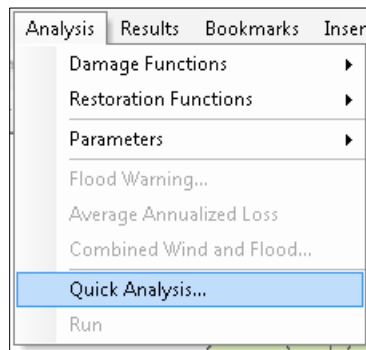 Analysis Results Bookmarks Inser
Damage Functions
Restoration Functions
Parameters
Flood Warning...
Average Annualized Loss
Combined Wind and Flood...
Quick Analysis...
Run